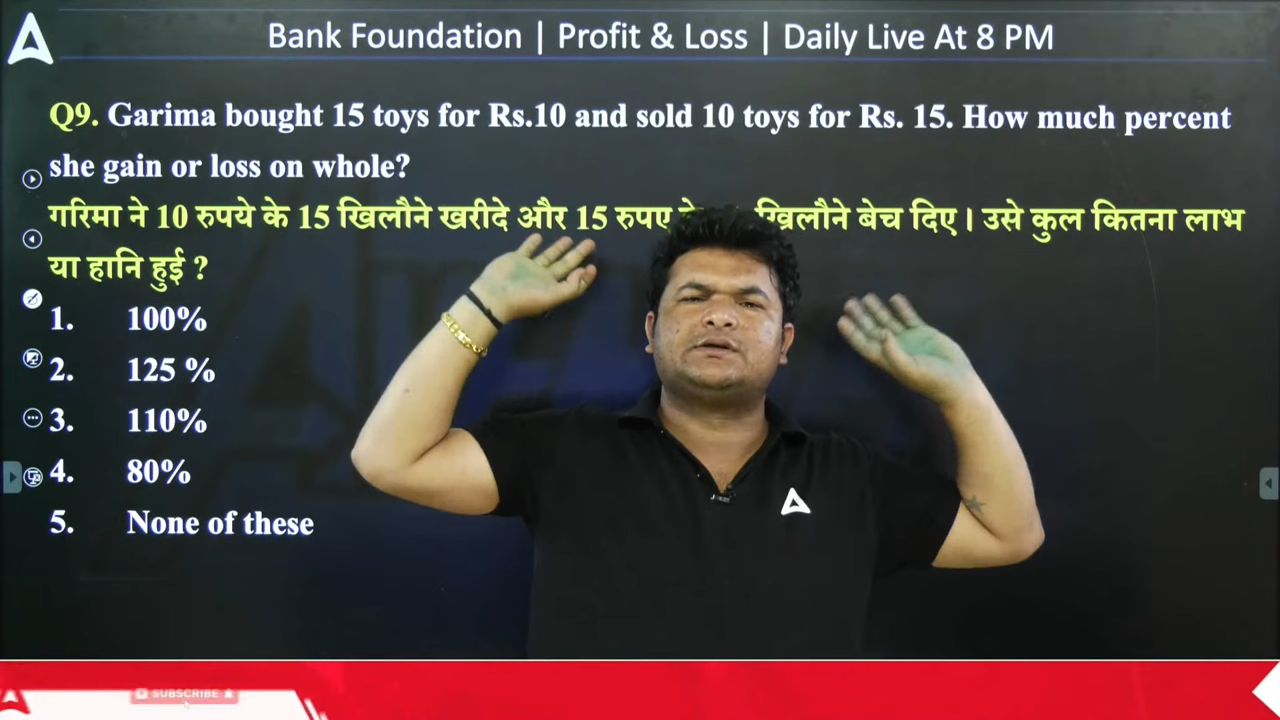 Bank Foundation | Profit & Loss | Daily Live At 8 PM
Q9. Garima bought 15 toys for Rs.10 and sold 10 toys for Rs. 15. How much percent
she gain or loss on whole?
गरिमा ने 10 रुपये के 15 खिलौने खरीदे और 15 रुपए खिलौने बेच दिए । उसे कुल कितना लाभ
या हानि हुई ?
1. 100%
2. 125 %
3. 110%
4. 80%
5. None of these
SUBSCRIBE